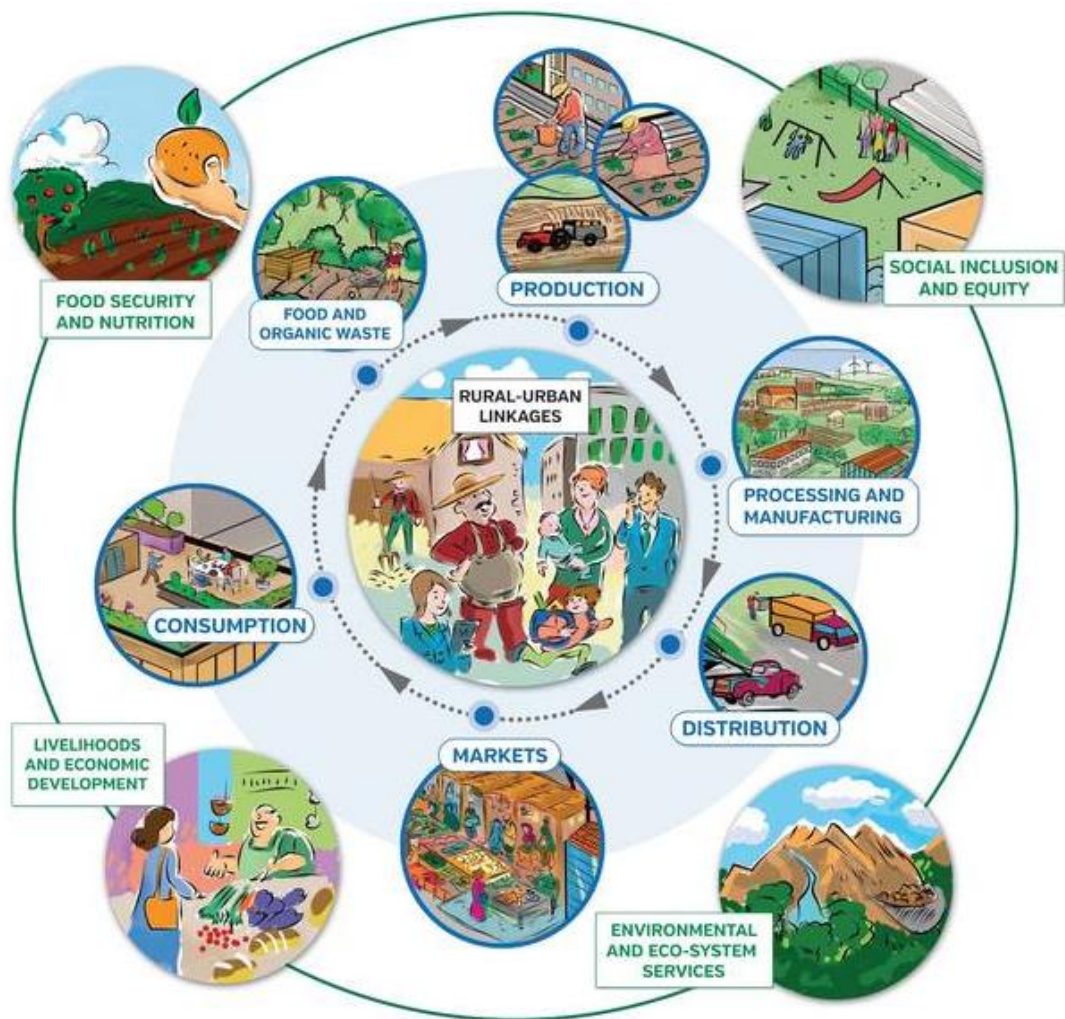 PRODUCTION
SOCIAL INCLUSION
AND EQUITY
FOOD SECURITY
AND NUTRITION
FOOD AND
ORGANIC WASTE
RURAL-URBAN
LINKAGES
PROCESSING AND
MANUFACTURING
CONSUMPTION
DISTRIBUTION
MARKETS
LIVELIHOODS
AND ECONOMIC
DEVELOPMENT
ENVIRONMENTAL
AND ECO-SYSTEM
SERVICES